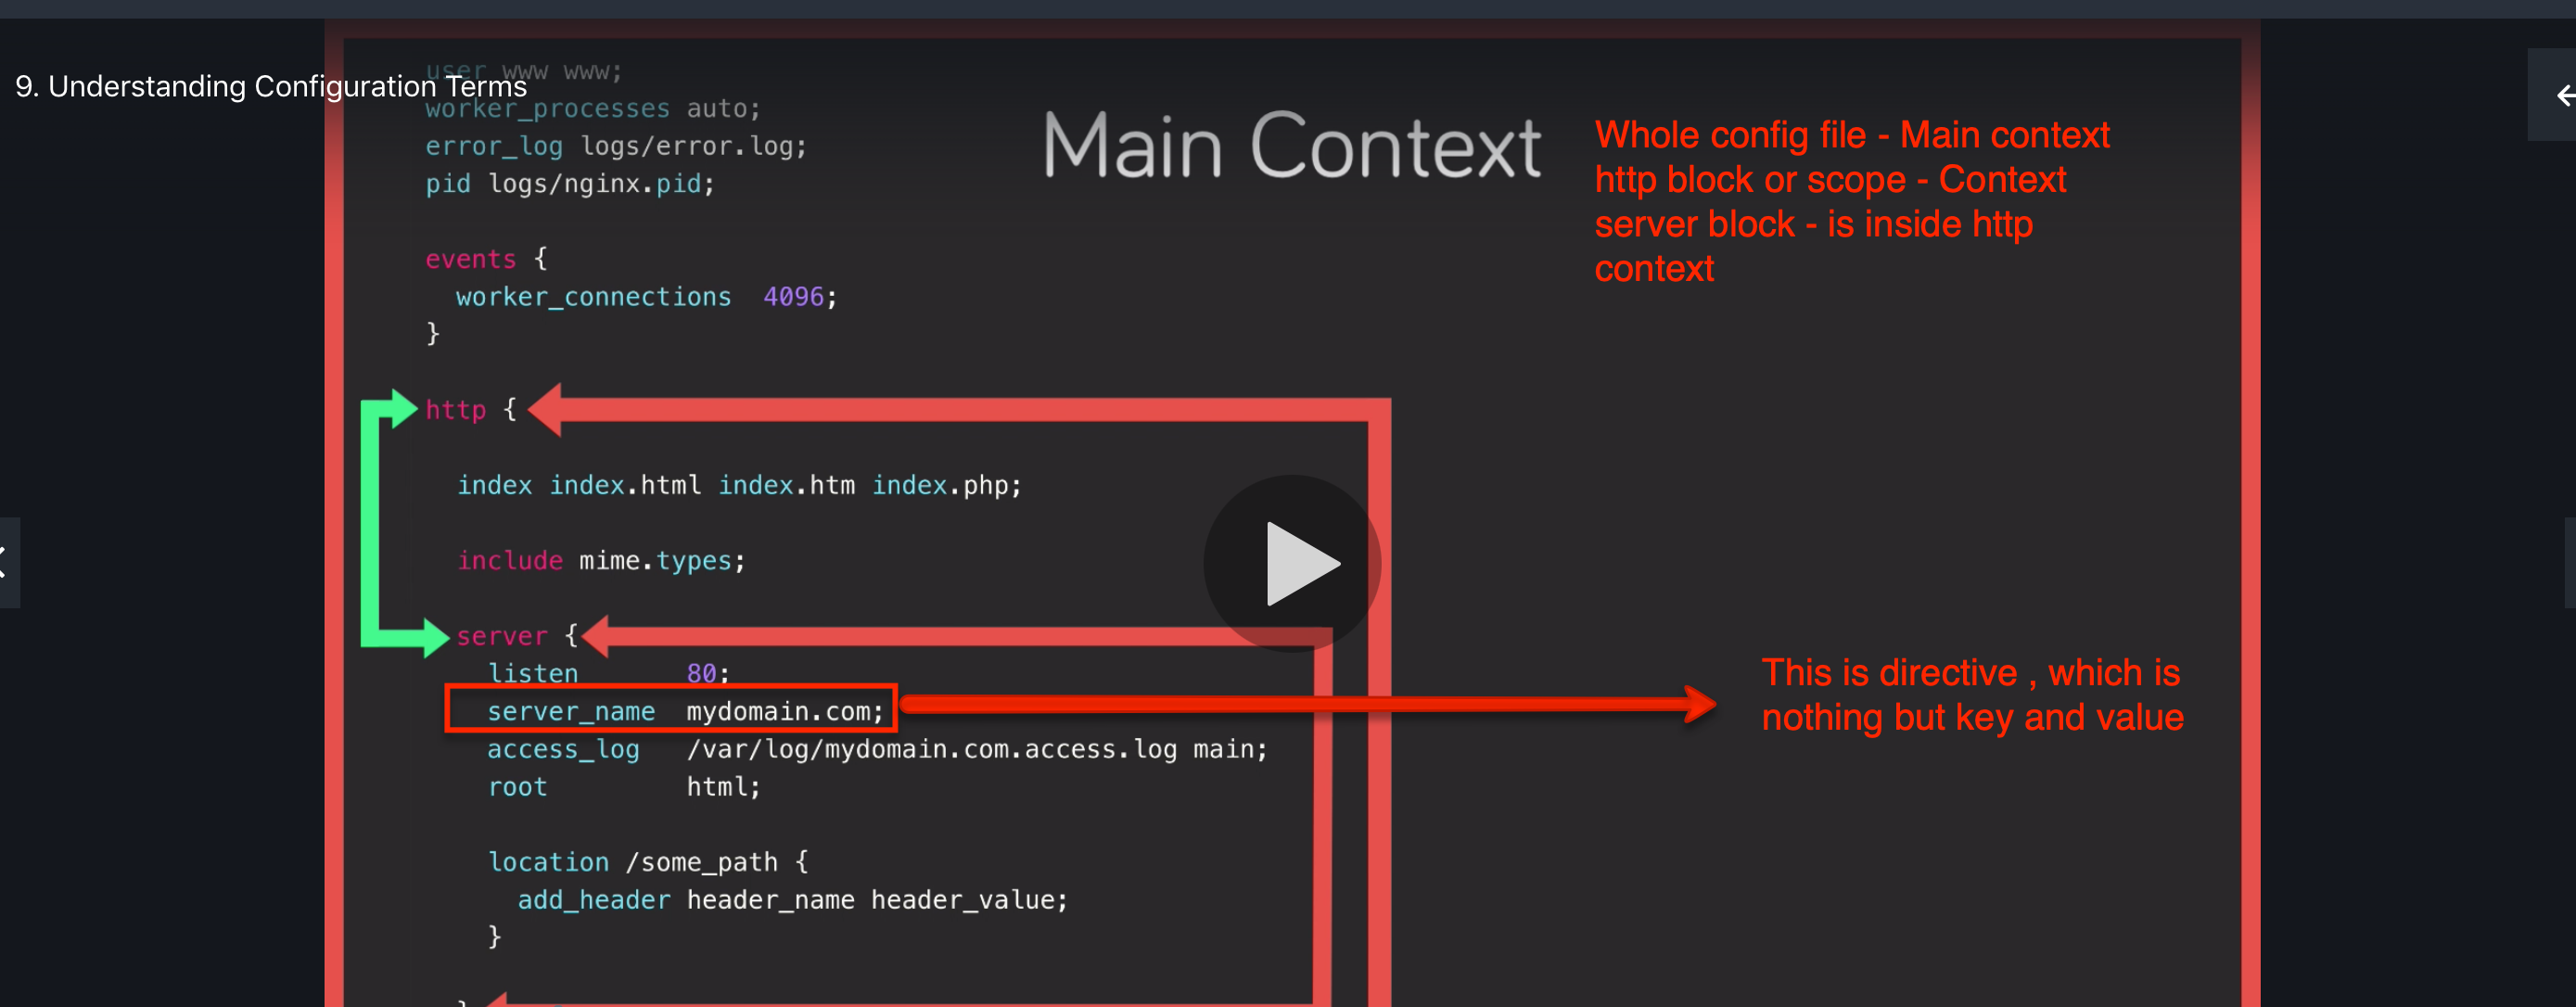 9. Understanding Configuration Terms
user www www;
worker_processes auto;
error_log logs/error.log;
pid logs/nginx.pid;
Main Context
Whole config file - Main context
http block or scope - Context
server block - is inside http
context
events {
worker_connections 4096;
}
http {
index index.html index.htm index.php;
include mime.types;
server {
listen 80;
server_name mydomain.com;
access_log /var/log/mydomain.com.access.log main;
root html;
This is directive , which is
nothing but key and value
location /some_path {
add_header header_name header_value;
}
}